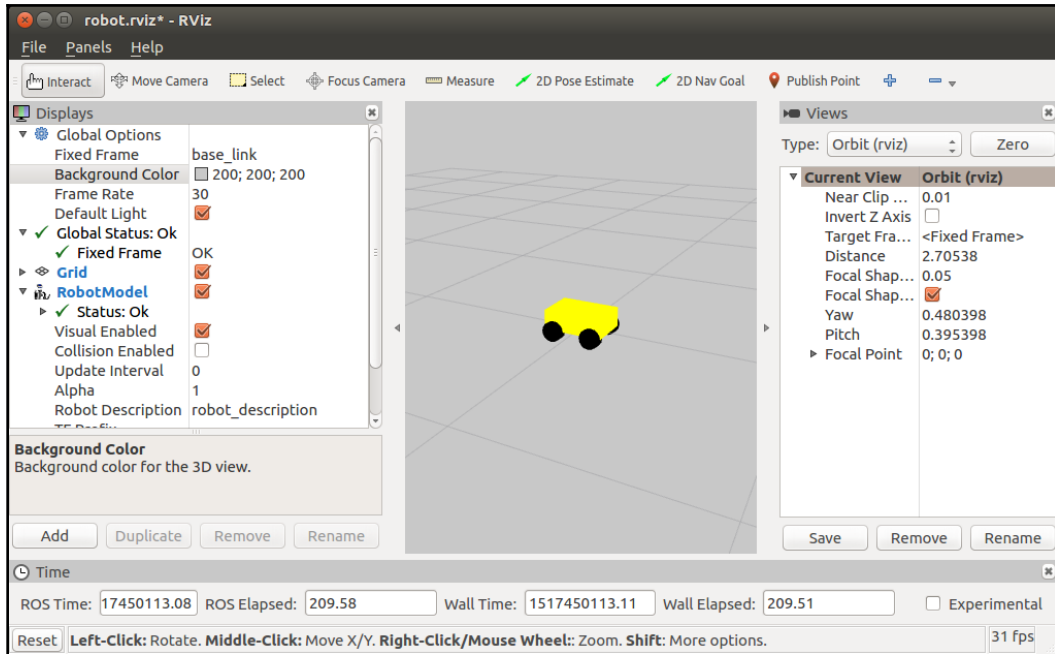 robot.rviz* - RViz
File Panels Help
Interact Move Camera Select Focus Camera Measure 2D Pose Estimate 2D Nav Goal Publish Point
Displays
Global Options
Fixed Frame base_link
Background Color 200; 200; 200
Frame Rate 30
Default Light
Global Status: Ok
Fixed Frame OK
Grid
RobotModel
Status: Ok
Visual Enabled
Collision Enabled
Update Interval 0
Alpha 1
Robot Description robot_description
Background Color
Background color for the 3D view.
Add Duplicate Remove Rename
Views
Type: Orbit (rviz) Zero
Current View Orbit (rviz)
Near Clip ... 0.01
Invert Z Axis
Target Fra... <Fixed Frame>
Distance 2.70538
Focal Shap... 0.05
Focal Shap...
Yaw 0.480398
Pitch 0.395398
Focal Point 0; 0; 0
Save Remove Rename
Time
ROS Time: 17450113.08 ROS Elapsed: 209.58 Wall Time: 1517450113.11 Wall Elapsed: 209.51 Experimental
Reset Left-Click: Rotate. Middle-Click: Move X/Y. Right-Click/Mouse Wheel:: Zoom. Shift: More options. 31 fps